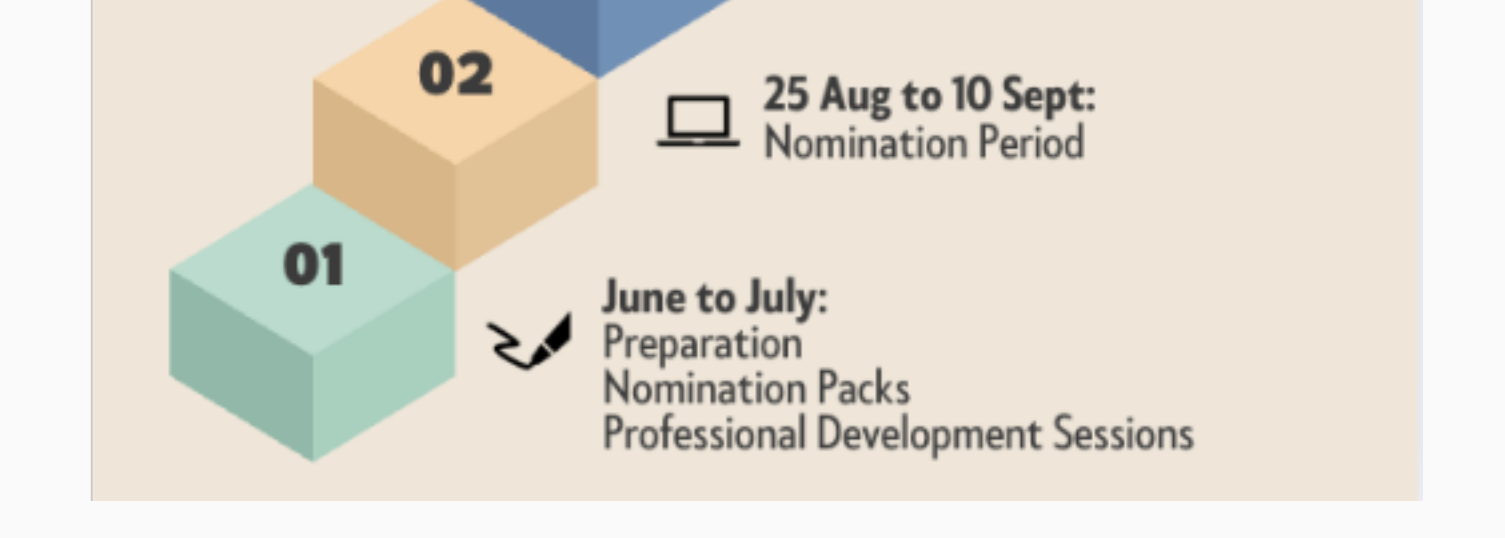 02
25 Aug to 10 Sept:
Nomination Period
01
June to July:
Preparation
Nomination Packs
Professional Development Sessions